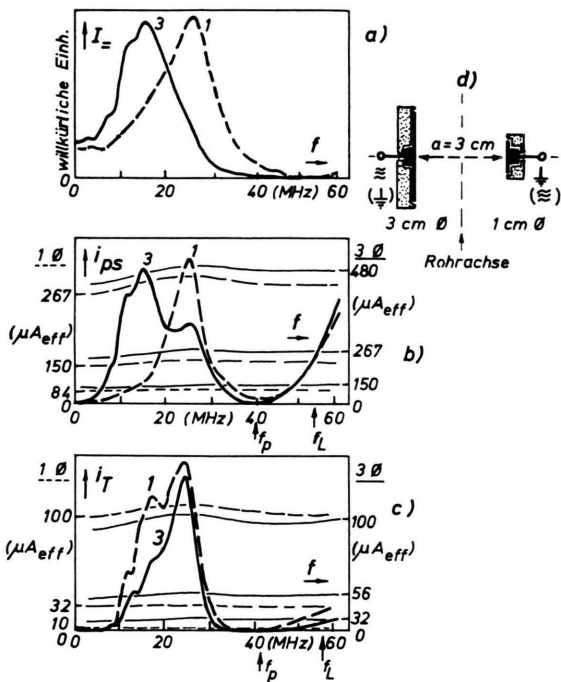 a)
I=
willkürliche Einh.
3
1
f
0
0
20
40
(MHz)
60
d)
a = 3 cm
≈
(⊥)
(≈)
3 cm Ø
1 cm Ø
Rohrachse
b)
1 Ø
i_ps
3
1
3 Ø
480
267
f
(μA_eff)
(μA_eff)
267
150
150
84
0
0
20
(MHz)
40
60
f_p
f_L
c)
1 Ø
i_T
1
3 Ø
100
100
(μA_eff)
3
(μA_eff)
f
56
32
32
10
0
0
0
20
(MHz)
40
60
f_p
f_L